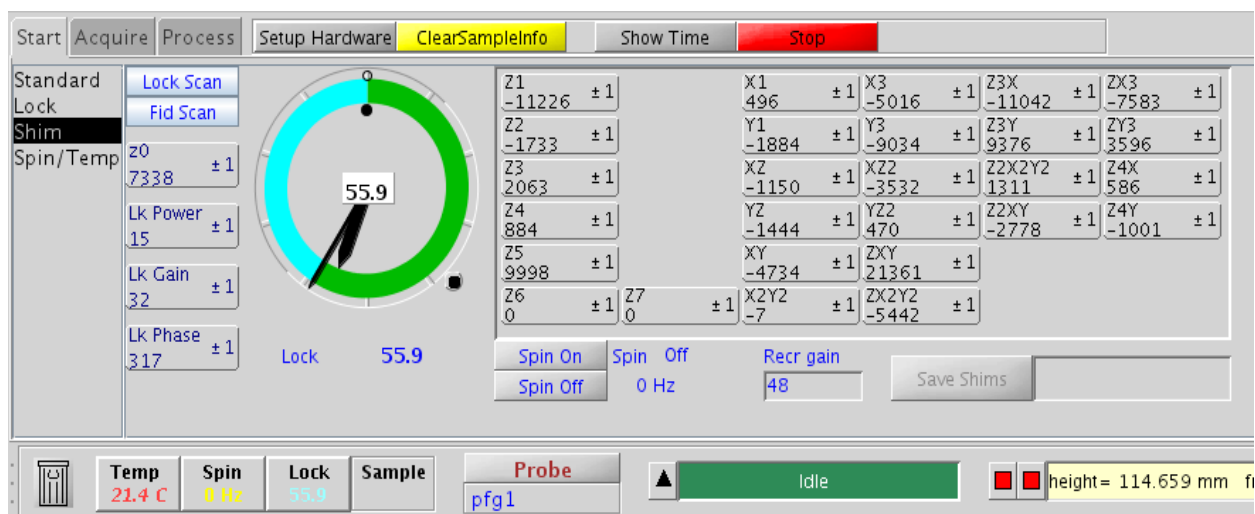 Start Acquire Process Setup Hardware ClearSampleInfo Show Time Stop
Standard
Lock
Shim
Spin/Temp
Lock Scan
Fid Scan
z0
7338 ±1
Lk Power
15 ±1
Lk Gain
32 ±1
Lk Phase
317 ±1
55.9
Lock 55.9
Z1 X1 X3 Z3X ZX3
-11226 ±1 496 ±1 -5016 ±1 -11042 ±1 -7583 ±1
Z2 Y1 Y3 Z3Y ZY3
-1733 ±1 -1884 ±1 -9034 ±1 9376 ±1 3596 ±1
Z3 XZ XZ2 Z2X2Y2 Z4X
2063 ±1 -1150 ±1 -3532 ±1 1311 ±1 586 ±1
Z4 YZ YZ2 Z2XY Z4Y
884 ±1 -1444 ±1 470 ±1 -2778 ±1 -1001 ±1
Z5 XY ZXY
9998 ±1 -4734 ±1 21361 ±1
Z6 Z7 X2Y2 ZX2Y2
0 ±1 0 ±1 -7 ±1 -5442 ±1
Spin On Spin Off Recr gain
Spin Off 0 Hz 48 Save Shims
Temp Spin Lock Sample Probe
21.4 C 0 Hz 55.9 pfg1
Idle
height= 114.659 mm fr